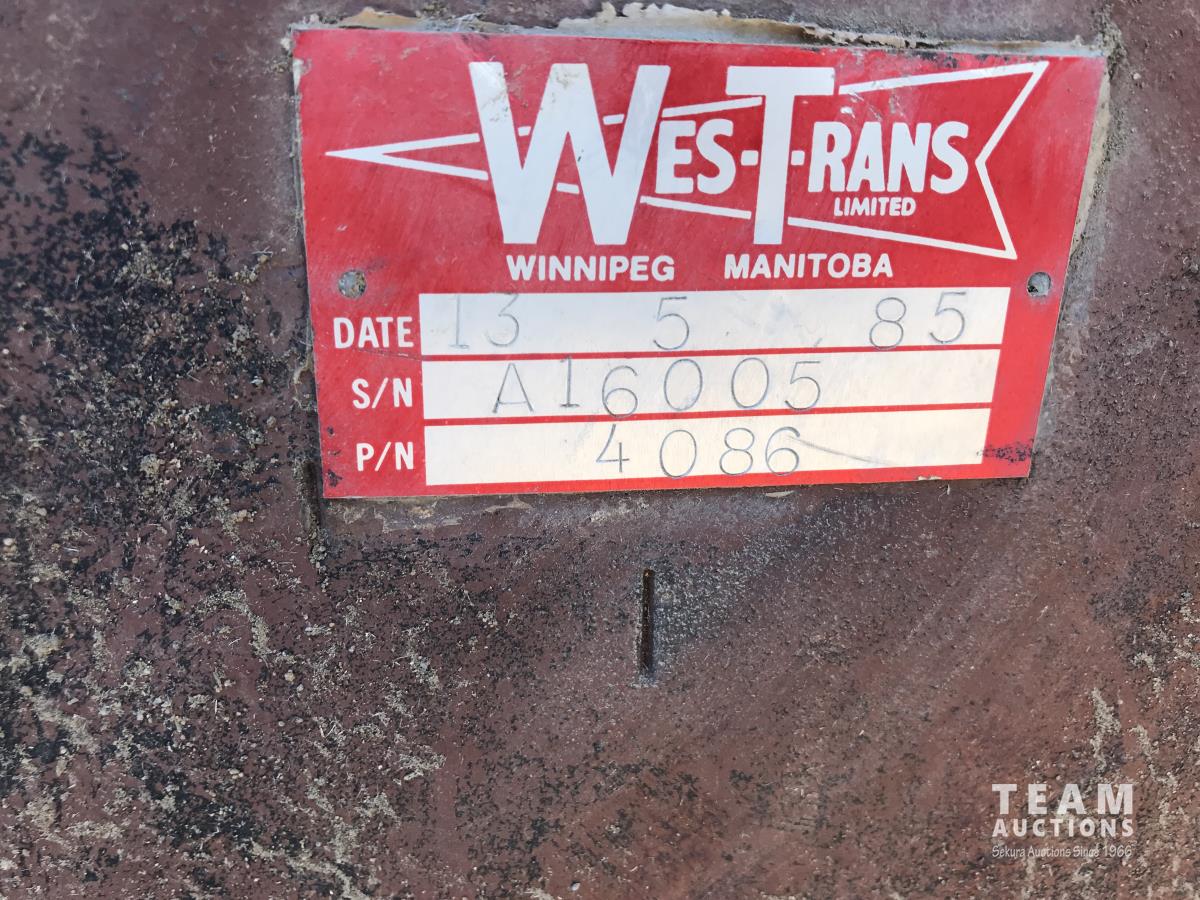 WES-T-RANS
LIMITED
WINNIPEG MANITOBA
DATE 13 5 85
S/N A16005
P/N 4086
TEAM
AUCTIONS
Sekura Auctions Since 1966